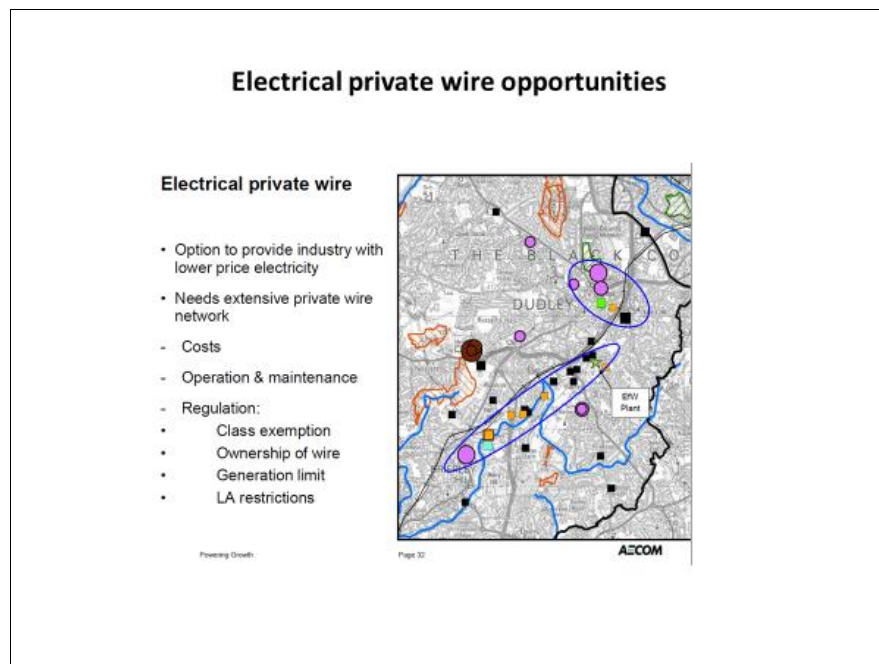 Electrical private wire opportunities
Electrical private wire
• Option to provide industry with
lower price electricity
• Needs extensive private wire
network
- Costs
- Operation & maintenance
- Regulation:
• Class exemption
• Ownership of wire
• Generation limit
• LA restrictions
THE BLACK CO
DUDLEY
EfW
Plant
Powering Growth
Page 32
AECOM